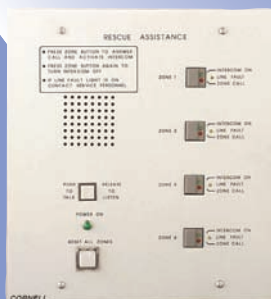 RESCUE ASSISTANCE
• PRESS ZONE BUTTON TO ANSWER
CALL AND ACTIVATE INTERCOM
• PRESS ZONE BUTTON AGAIN TO
TURN INTERCOM OFF
• IF LINE FAULT LIGHT IS ON
CONTACT SERVICE PERSONNEL
ZONE 1
INTERCOM ON
LINE FAULT
ZONE CALL
ZONE
INTERCOM ON
LINE FAULT
ZONE CALL
PUSH TO TALK
RELEASE TO LISTEN
ZONE
INTERCOM ON
LINE FAULT
ZONE CALL
POWER ON
RESET ALL ZONES
ZONE
INTERCOM ON
LINE FAULT
ZONE CALL
CORNELL